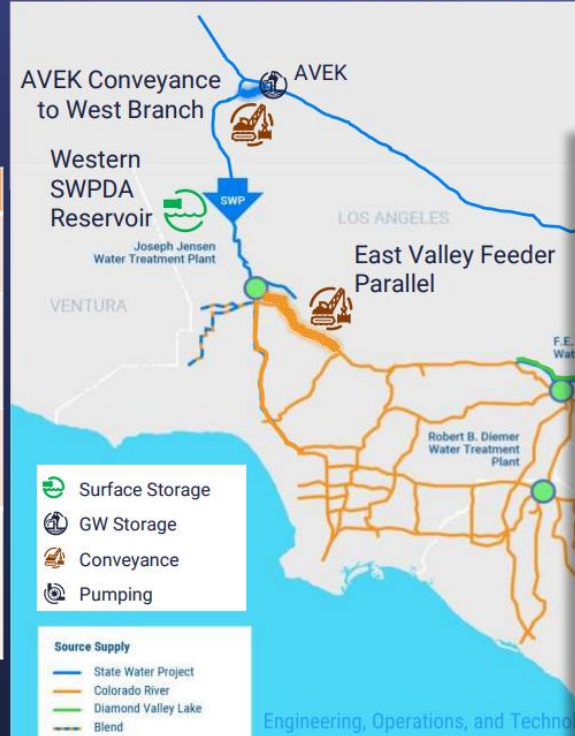 AVEK Conveyance
to West Branch
AVEK
Western
SWPDA
Reservoir
SWP
LOS ANGELES
Joseph Jensen
Water Treatment Plant
East Valley Feeder
Parallel
VENTURA
F.E.
Robert B. Diemer
Water Treatment
Plant
Surface Storage
GW Storage
Conveyance
Pumping
Source Supply
State Water Project
Colorado River
Diamond Valley Lake
Blend
Engineering, Operations, and